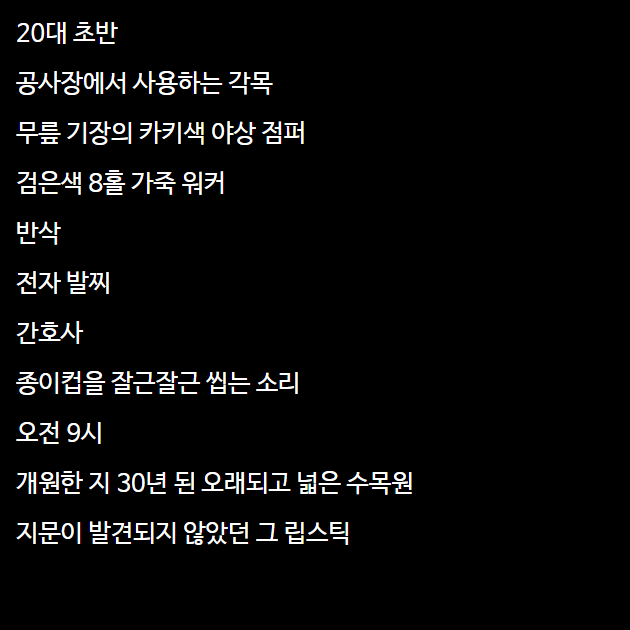 20대 초반
공사장에서 사용하는 각목
무릎 기장의 카키색 야상 점퍼
검은색 8홀 가죽 워커
반삭
전자 발찌
간호사
종이컵을 잘근잘근 씹는 소리
오전 9시
개원한 지 30년 된 오래되고 넓은 수목원
지문이 발견되지 않았던 그 립스틱